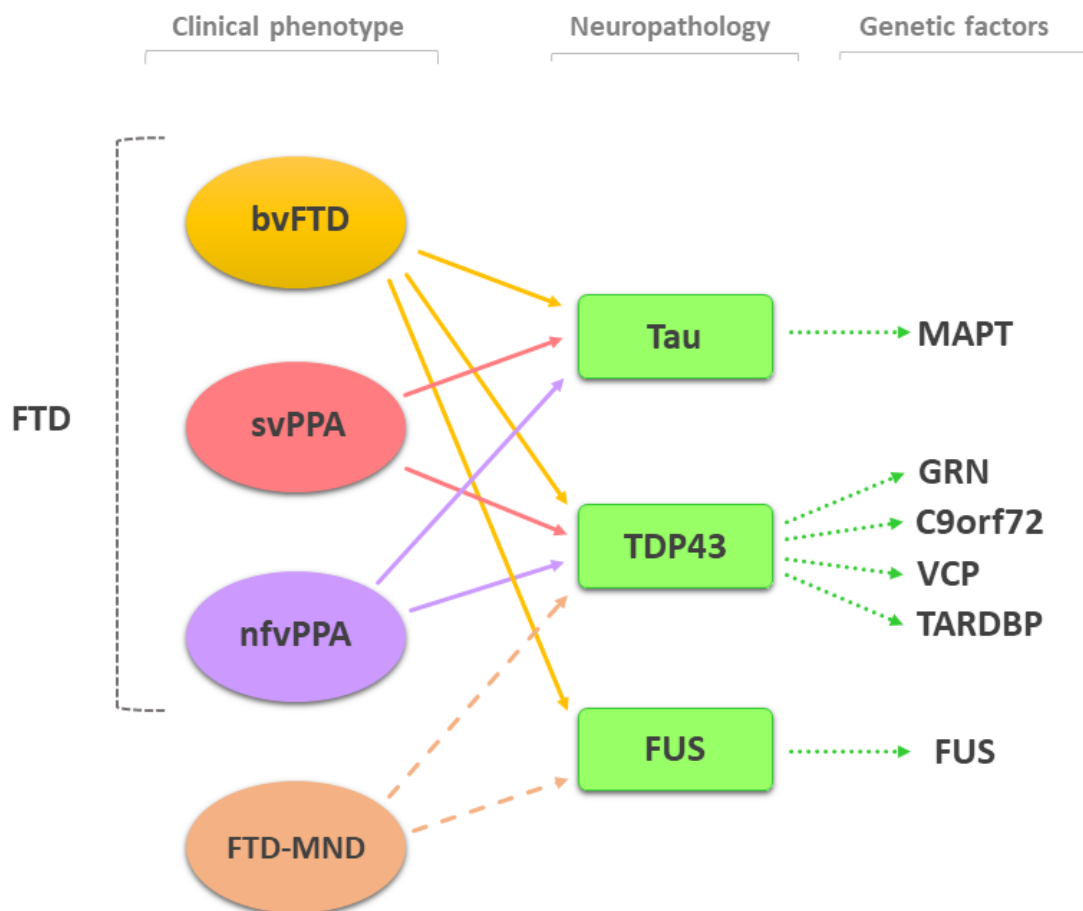 Clinical phenotype
Neuropathology
Genetic factors
FTD
bvFTD
svPPA
nfvPPA
FTD-MND
Tau
TDP43
FUS
MAPT
GRN
C9orf72
VCP
TARDBP
FUS